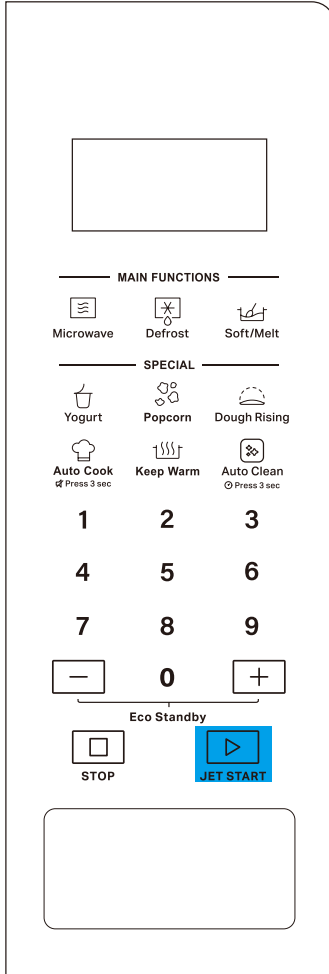 MAIN FUNCTIONS
Microwave Defrost Soft/Melt
SPECIAL
Yogurt Popcorn Dough Rising
Auto Cook Keep Warm Auto Clean
Press 3 sec Press 3 sec
1 2 3
4 5 6
7 8 9
− 0 +
Eco Standby
STOP JET START